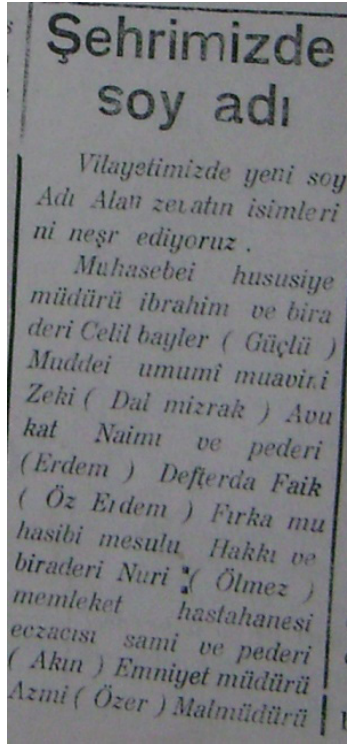 Şehrimizde
soy adı
Vilayetimizde yeni soy
Adı Alan zevatın isimleri
ni neşr ediyoruz .
Muhasebei hususiye
müdürü ibrahim ve bira
deri Celil bayler ( Güçlü )
Muddei umumî muavini
Zeki ( Dal mizrak ) Avu
kat Naimı ve pederi
(Erdem ) Defterda Faik
( Öz Erdem ) Fırka mu
hasibi mesulu Hakkı ve
biraderi Nuri ( Ölmez )
memleket hastahanesi
eczacısı sami ve pederi
( Akın ) Emniyet müdürü
Azmi ( Özer ) Malmüdürü